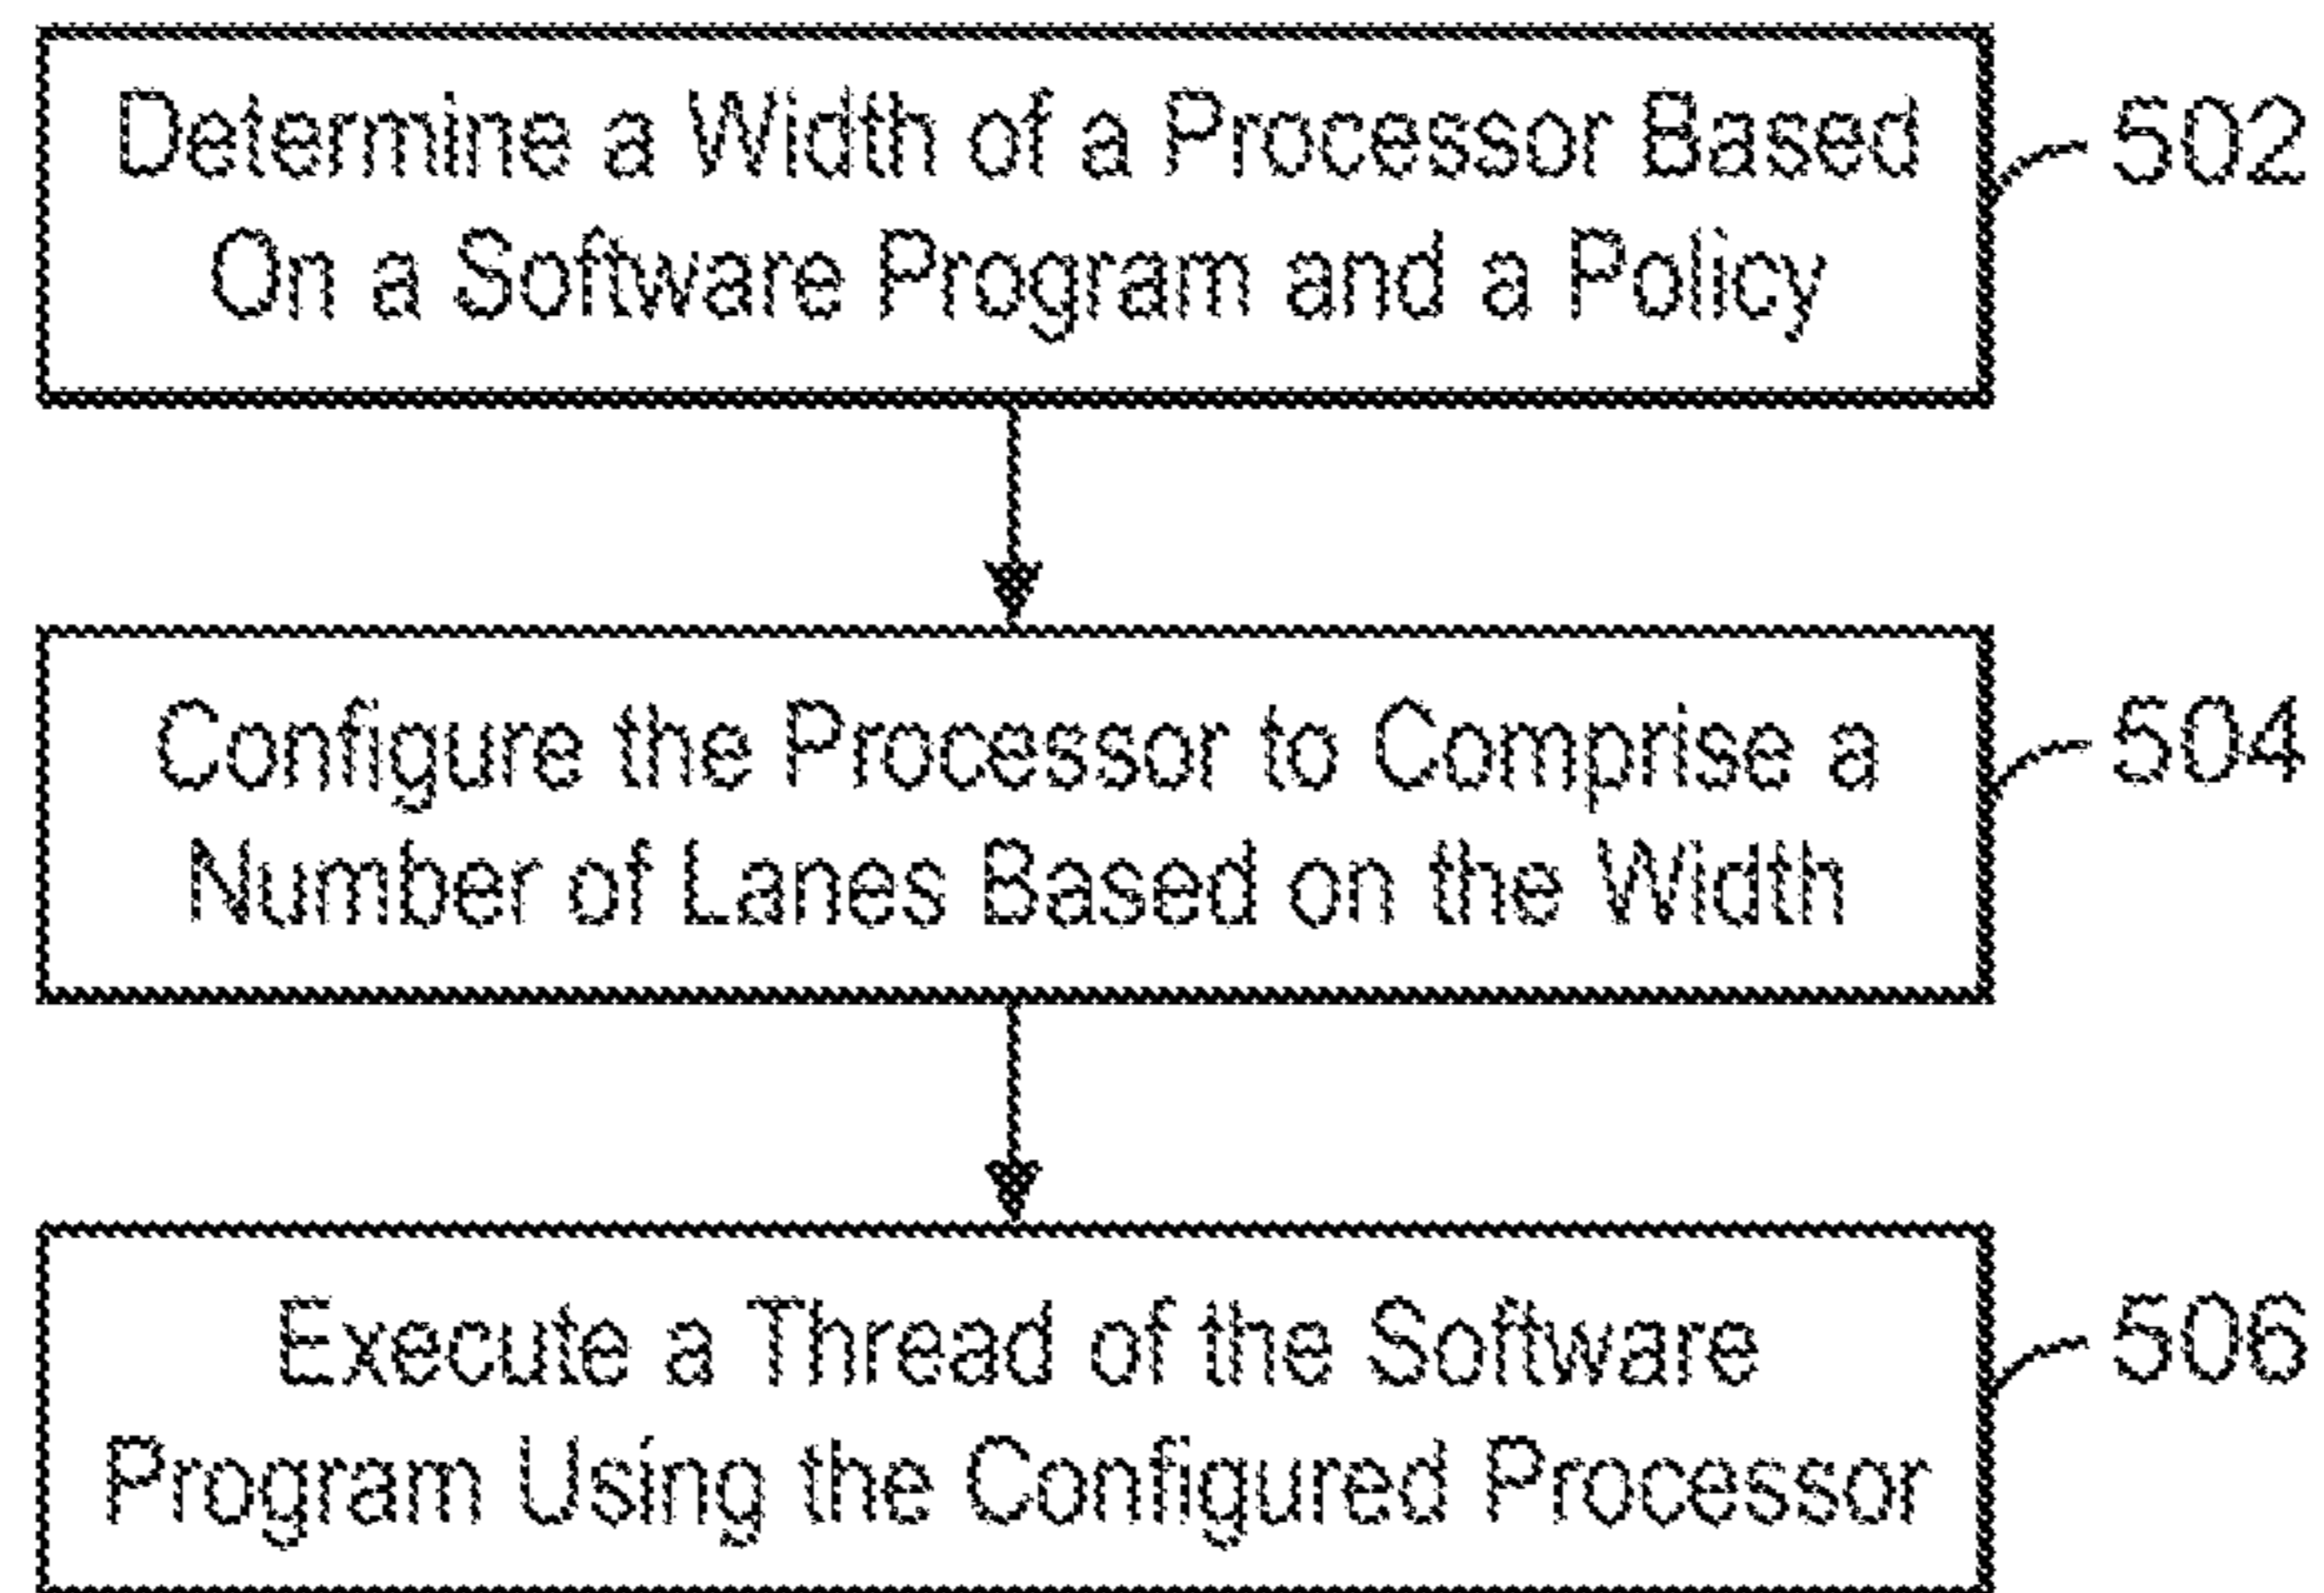 Determine a Width of a Processor Based
On a Software Program and a Policy
502
Configure the Processor to Comprise a
Number of Lanes Based on the Width
504
Execute a Thread of the Software
Program Using the Configured Processor
506